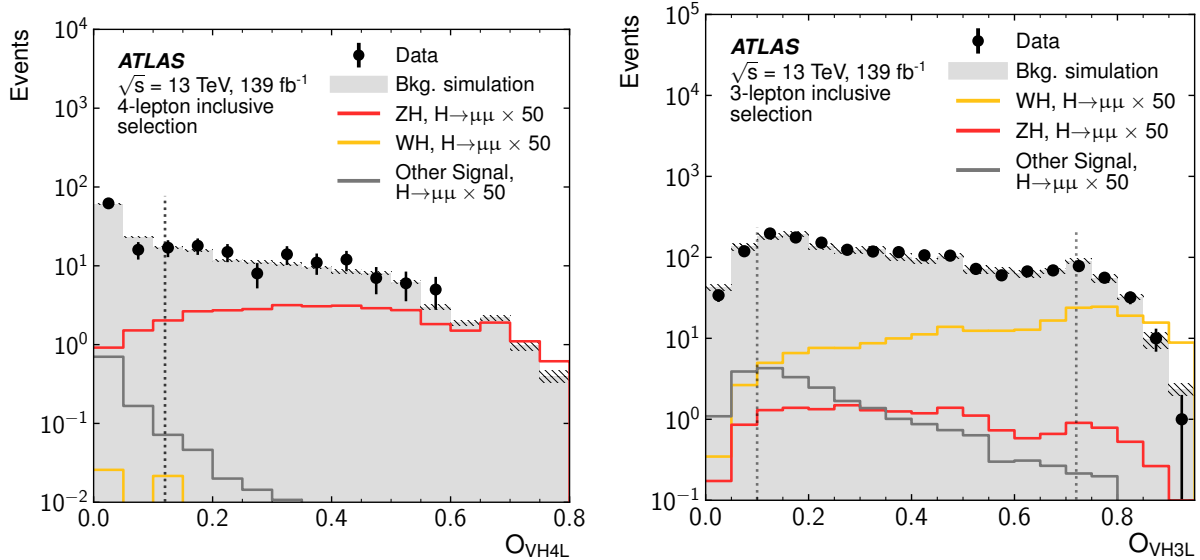 Events
10⁴
10³
10²
10¹
10⁰
10⁻¹
10⁻²
ATLAS
√s = 13 TeV, 139 fb⁻¹
4-lepton inclusive
selection
Data
Bkg. simulation
ZH, H→μμ × 50
WH, H→μμ × 50
Other Signal,
H→μμ × 50
0.0 0.2 0.4 0.6 0.8
O_VH4L
Events
10⁵
10⁴
10³
10²
10¹
10⁰
10⁻¹
ATLAS
√s = 13 TeV, 139 fb⁻¹
3-lepton inclusive
selection
Data
Bkg. simulation
WH, H→μμ × 50
ZH, H→μμ × 50
Other Signal,
H→μμ × 50
0.0 0.2 0.4 0.6 0.8
O_VH3L